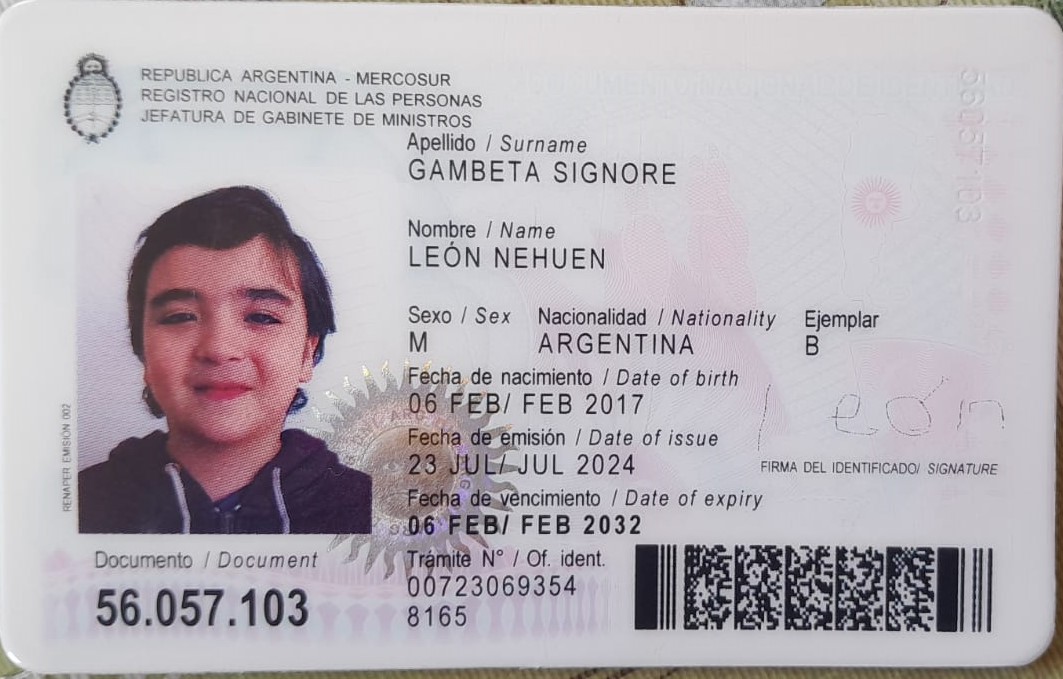 REPUBLICA ARGENTINA - MERCOSUR
REGISTRO NACIONAL DE LAS PERSONAS
JEFATURA DE GABINETE DE MINISTROS
Apellido / Surname
GAMBETA SIGNORE
Nombre / Name
LEÓN NEHUEN
Sexo / Sex Nacionalidad / Nationality Ejemplar
M ARGENTINA B
Fecha de nacimiento / Date of birth
06 FEB/ FEB 2017
Fecha de emisión / Date of issue
23 JUL/ JUL 2024
Fecha de vencimiento / Date of expiry
06 FEB/ FEB 2032
León
FIRMA DEL IDENTIFICADO/ SIGNATURE
RENAPER EMISIÓN 002
Documento / Document
56.057.103
Trámite N° / Of. ident.
00723069354
8165
56057103